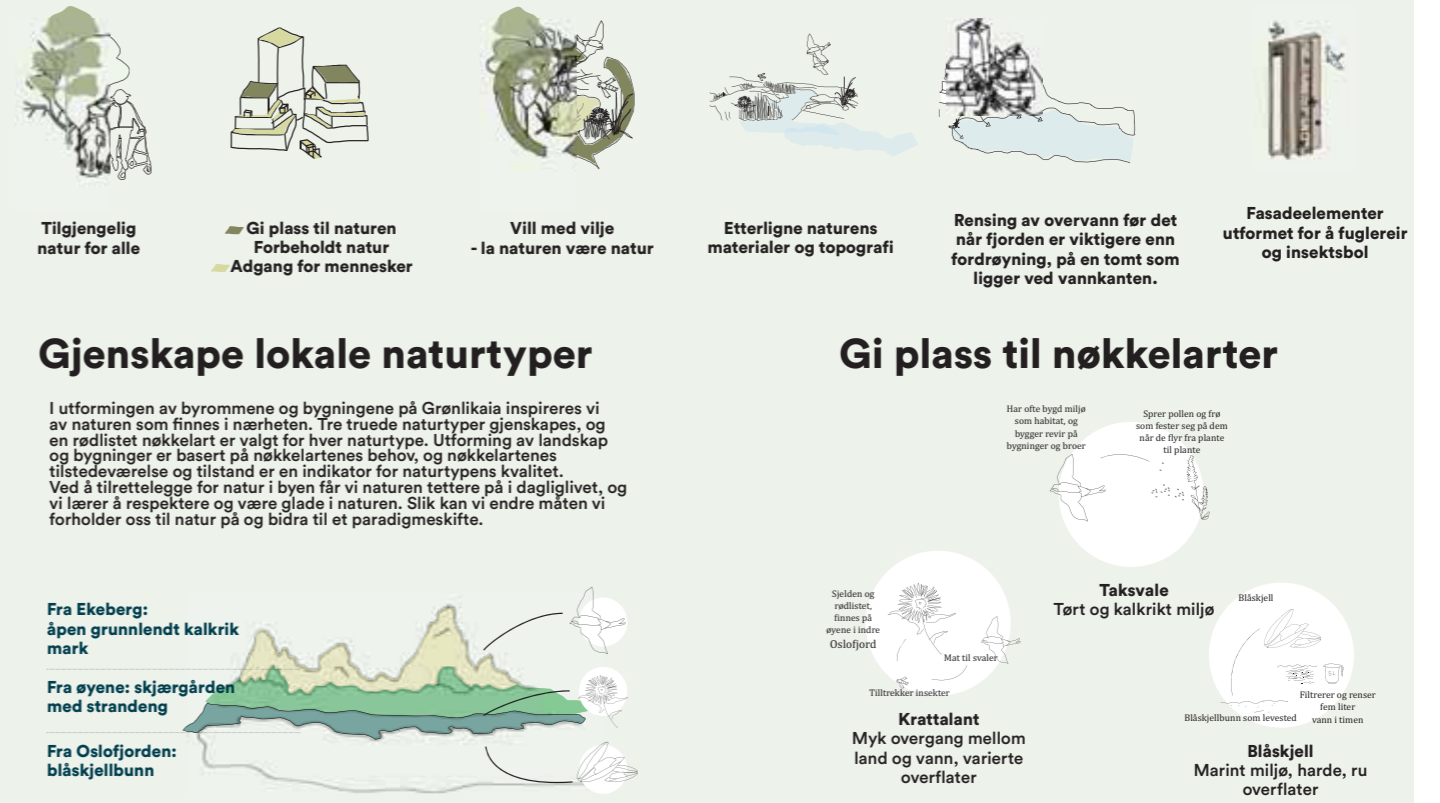 Tilgjengelig
natur for alle
Gi plass til naturen
Forbeholdt natur
Adgang for mennesker
Vill med vilje
- la naturen være natur
Etterligne naturens
materialer og topografi
Rensing av overvann før det
når fjorden er viktigere enn
fordrøyning, på en tomt som
ligger ved vannkanten.
Fasadeelementer
utformet for å fuglereir
og insektsbol
Gjenskape lokale naturtyper
I utformingen av byrommene og bygningene på Grønlikaia inspireres vi
av naturen som finnes i nærheten. Tre truede naturtyper gjenskapes, og
en rødlistet nøkkelart er valgt for hver naturtype. Utforming av landskap
og bygninger er basert på nøkkelartenes behov, og nøkkelartenes
tilstedeværelse og tilstand er en indikator for naturtypens kvalitet.
Ved å tilrettelegge for natur i byen får vi naturen tettere på i dagliglivet, og
vi lærer å respektere og være glade i naturen. Slik kan vi endre måten vi
forholder oss til natur på og bidra til et paradigmeskifte.
Fra Ekeberg:
åpen grunnlendt kalkrik
mark
Fra øyene: skjærgården
med strandeng
Fra Oslofjorden:
blåskjellbunn
Gi plass til nøkkelarter
Har ofte bygd miljø
som habitat, og
bygger revir på
bygninger og broer
Sprer pollen og frø
som fester seg på dem
når de flyr fra plante
til plante
Taksvale
Tørt og kalkrikt miljø
Sjelden og
rødlistet,
finnes på
øyene i indre
Oslofjord
Mat til svaler
Tilltrekker insekter
Krattalant
Myk overgang mellom
land og vann, varierte
overflater
Blåskjell
Filtrerer og renser
fem liter
vann i timen
Blåskjellbunn som levested
Blåskjell
Marint miljø, harde, ru
overflater